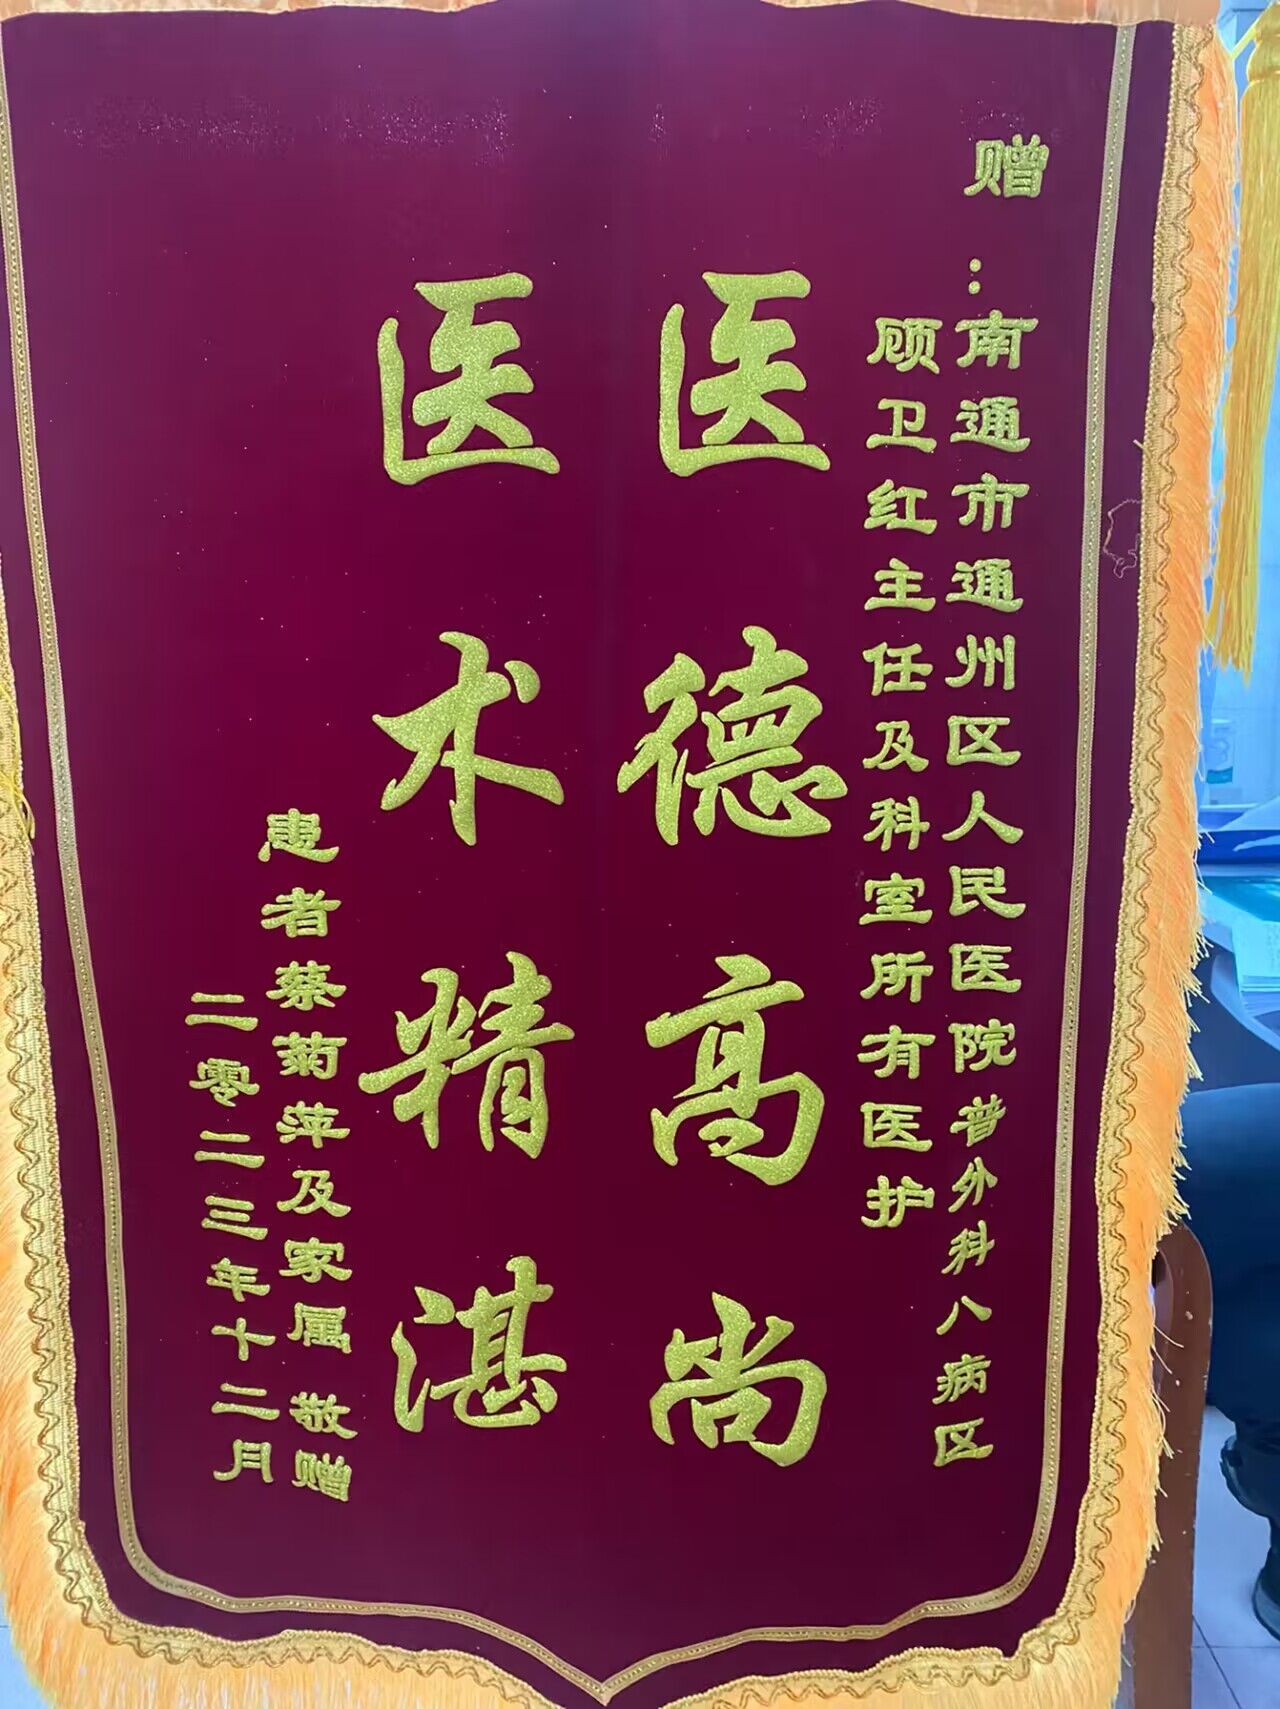 赠：南通市通州区人民医院普外科八病区
顾卫红主任及科室所有医护
医德高尚
医术精湛
患者蔡菊萍及家属 敬赠
二零二三年十二月